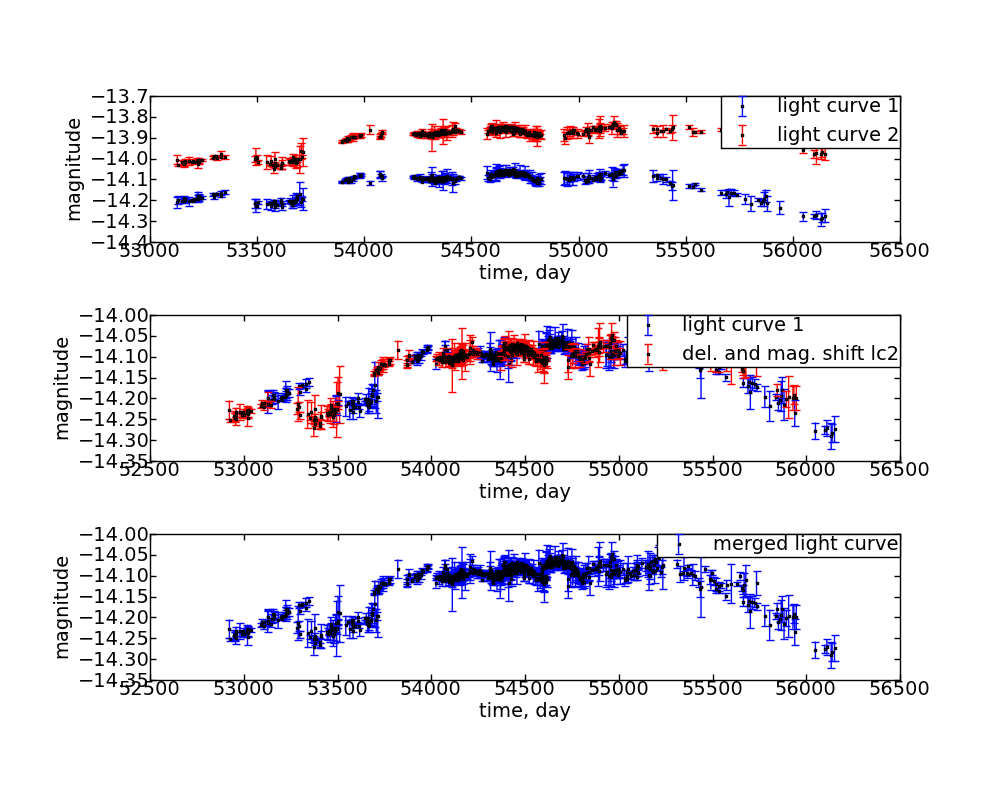 −13.7
−13.8
−13.9
−14.0
−14.1
−14.2
−14.3
−14.4
magnitude
light curve 1
light curve 2
53000 53500 54000 54500 55000 55500 56000 56500
time, day
−14.00
−14.05
−14.10
−14.15
−14.20
−14.25
−14.30
−14.35
magnitude
light curve 1
del. and mag. shift lc2
52500 53000 53500 54000 54500 55000 55500 56000 56500
time, day
−14.00
−14.05
−14.10
−14.15
−14.20
−14.25
−14.30
−14.35
magnitude
merged light curve
52500 53000 53500 54000 54500 55000 55500 56000 56500
time, day